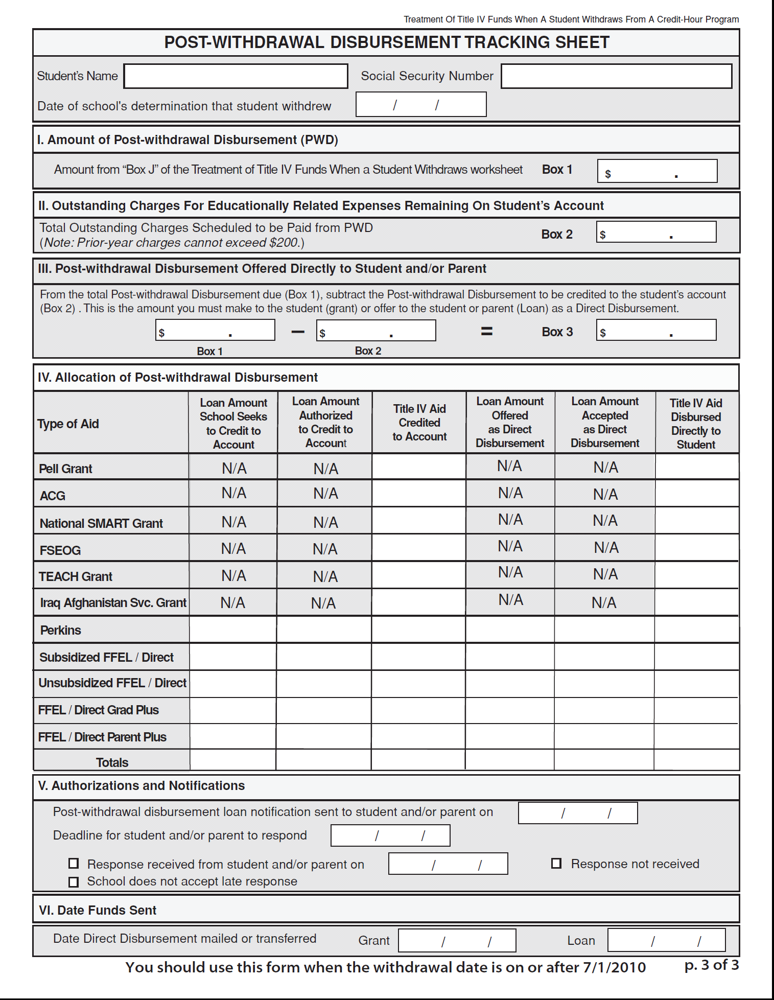 Treatment Of Title IV Funds When A Student Withdraws From A Credit-Hour Program
POST-WITHDRAWAL DISBURSEMENT TRACKING SHEET
Student's Name Social Security Number
Date of school's determination that student withdrew / /
I. Amount of Post-withdrawal Disbursement (PWD)
Amount from “Box J” of the Treatment of Title IV Funds When a Student Withdraws worksheet Box 1 $ .
II. Outstanding Charges For Educationally Related Expenses Remaining On Student's Account
Total Outstanding Charges Scheduled to be Paid from PWD
(Note: Prior-year charges cannot exceed $200.) Box 2 $ .
III. Post-withdrawal Disbursement Offered Directly to Student and/or Parent
From the total Post-withdrawal Disbursement due (Box 1), subtract the Post-withdrawal Disbursement to be credited to the student's account
(Box 2) . This is the amount you must make to the student (grant) or offer to the student or parent (Loan) as a Direct Disbursement.
$ . – $ . = Box 3 $ .
Box 1 Box 2
IV. Allocation of Post-withdrawal Disbursement
Type of Aid
Loan Amount
School Seeks
to Credit to
Account
Loan Amount
Authorized
to Credit to
Account
Title IV Aid
Credited
to Account
Loan Amount
Offered
as Direct
Disbursement
Loan Amount
Accepted
as Direct
Disbursement
Title IV Aid
Disbursed
Directly to
Student
Pell Grant N/A N/A N/A N/A
ACG N/A N/A N/A N/A
National SMART Grant N/A N/A N/A N/A
FSEOG N/A N/A N/A N/A
TEACH Grant N/A N/A N/A N/A
Iraq Afghanistan Svc. Grant N/A N/A N/A N/A
Perkins
Subsidized FFEL / Direct
Unsubsidized FFEL / Direct
FFEL / Direct Grad Plus
FFEL / Direct Parent Plus
Totals
V. Authorizations and Notifications
Post-withdrawal disbursement loan notification sent to student and/or parent on / /
Deadline for student and/or parent to respond / /
Response received from student and/or parent on / / Response not received
School does not accept late response
VI. Date Funds Sent
Date Direct Disbursement mailed or transferred Grant / / Loan / /
You should use this form when the withdrawal date is on or after 7/1/2010 p. 3 of 3